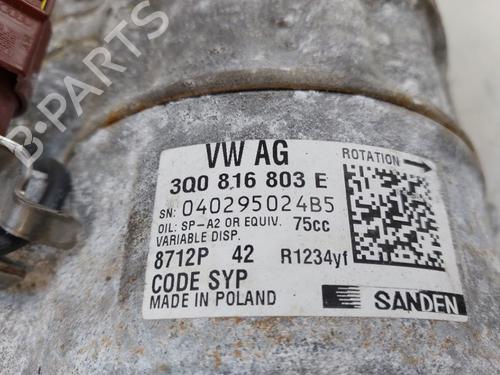 VW AG
ROTATION
3Q0 816 803 E
SN: 040295024B5
OIL: SP-A2 OR EQUIV. 75cc
VARIABLE DISP.
8712P 42 R1234yf
CODE SYP
MADE IN POLAND
SANDEN
B-PARTS